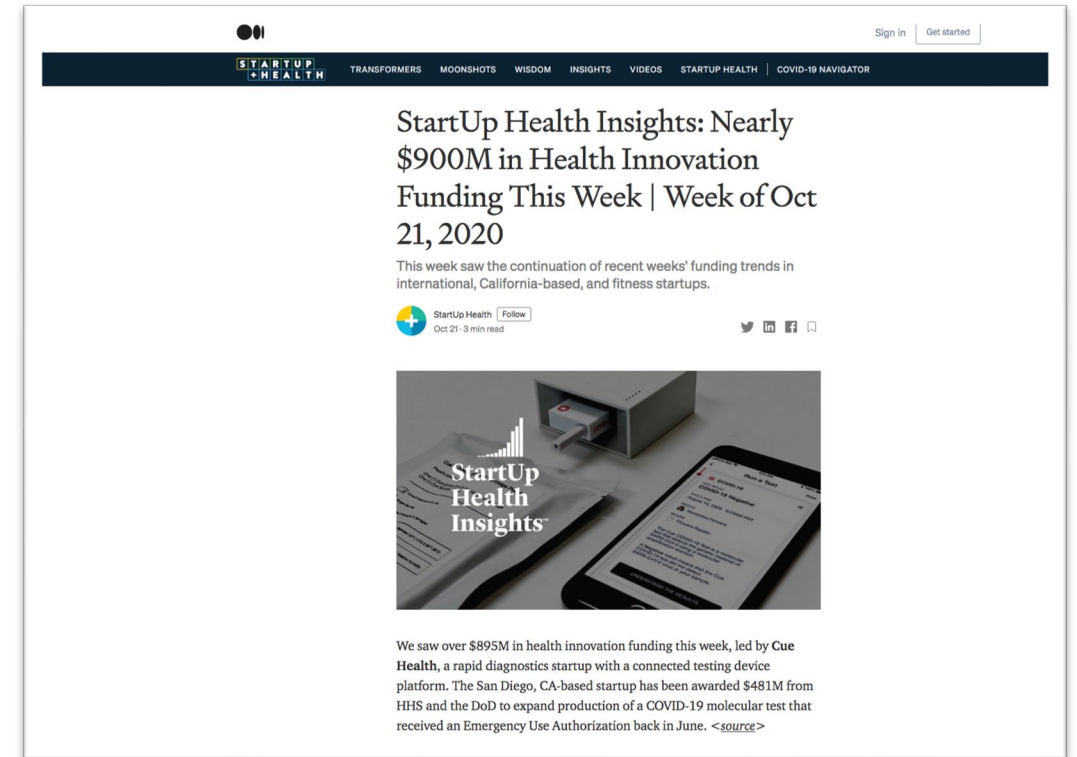 Sign in Get started
STARTUP
+HEALTH
TRANSFORMERS MOONSHOTS WISDOM INSIGHTS VIDEOS STARTUP HEALTH | COVID-19 NAVIGATOR
StartUp Health Insights: Nearly
$900M in Health Innovation
Funding This Week | Week of Oct
21, 2020
This week saw the continuation of recent weeks' funding trends in
international, California-based, and fitness startups.
StartUp Health Follow
Oct 21 · 3 min read
StartUp
Health
Insights
Run a Test
COVID-19
COVID-19 Negative
UNDERSTAND THE RESULTS
We saw over $895M in health innovation funding this week, led by Cue
Health, a rapid diagnostics startup with a connected testing device
platform. The San Diego, CA-based startup has been awarded $481M from
HHS and the DoD to expand production of a COVID-19 molecular test that
received an Emergency Use Authorization back in June. <source>